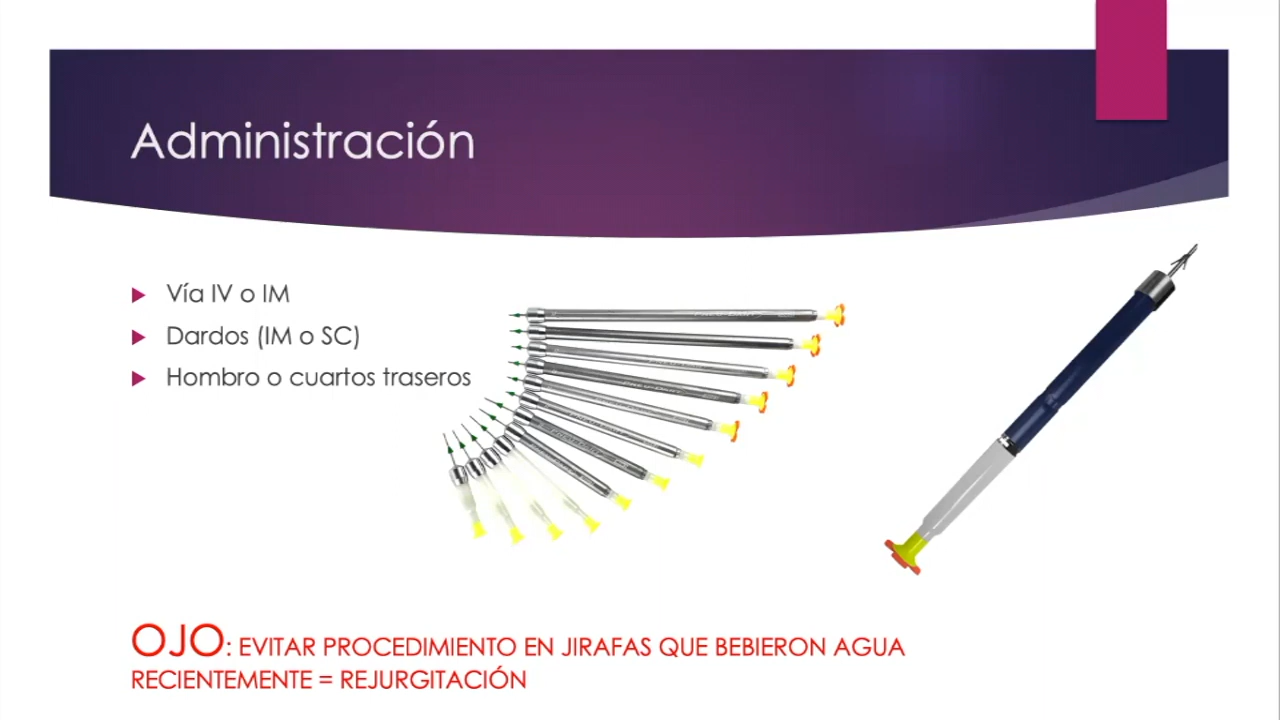 Administración
Vía IV o IM
Dardos (IM o SC)
Hombro o cuartos traseros
OJO: EVITAR PROCEDIMIENTO EN JIRAFAS QUE BEBIERON AGUA
RECIENTEMENTE = REJURGITACIÓN